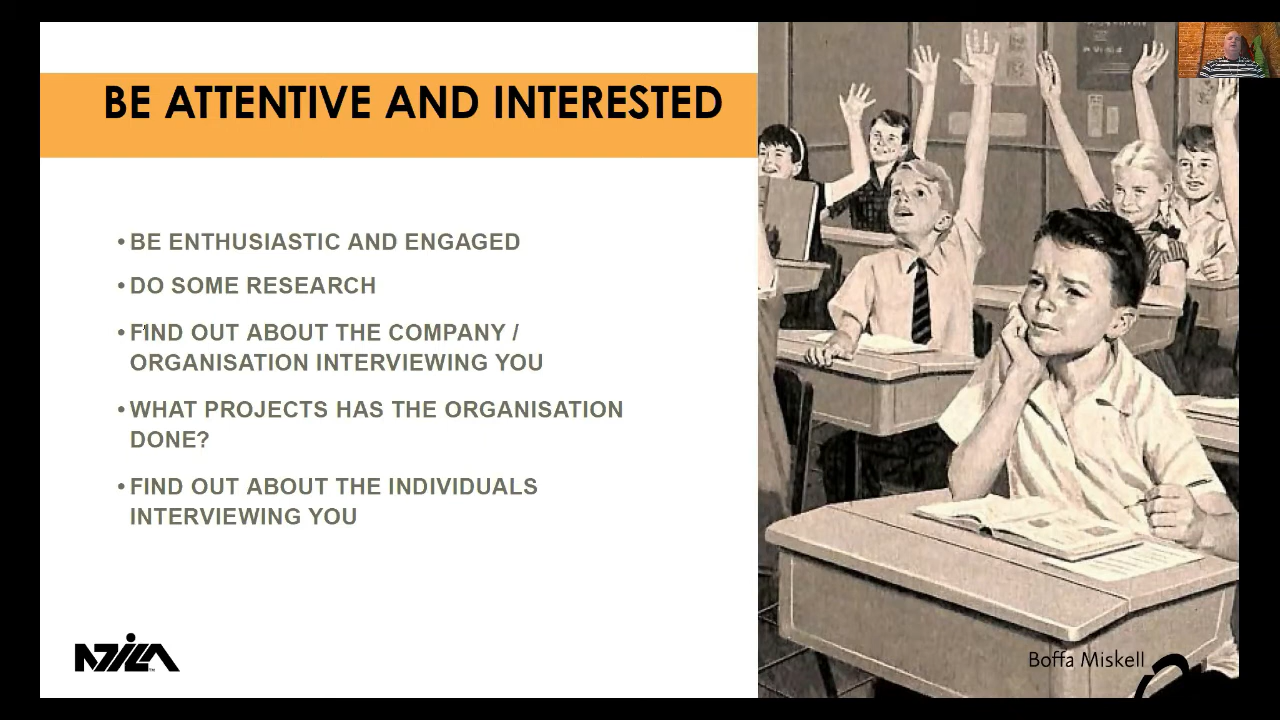 BE ATTENTIVE AND INTERESTED
•BE ENTHUSIASTIC AND ENGAGED
•DO SOME RESEARCH
•FIND OUT ABOUT THE COMPANY /
ORGANISATION INTERVIEWING YOU
•WHAT PROJECTS HAS THE ORGANISATION
DONE?
•FIND OUT ABOUT THE INDIVIDUALS
INTERVIEWING YOU
NZILA
Boffa Miskell